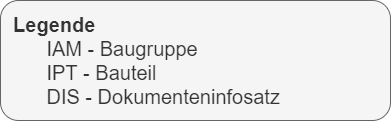 Legende
IAM - Baugruppe
IPT - Bauteil
DIS - Dokumenteninfosatz